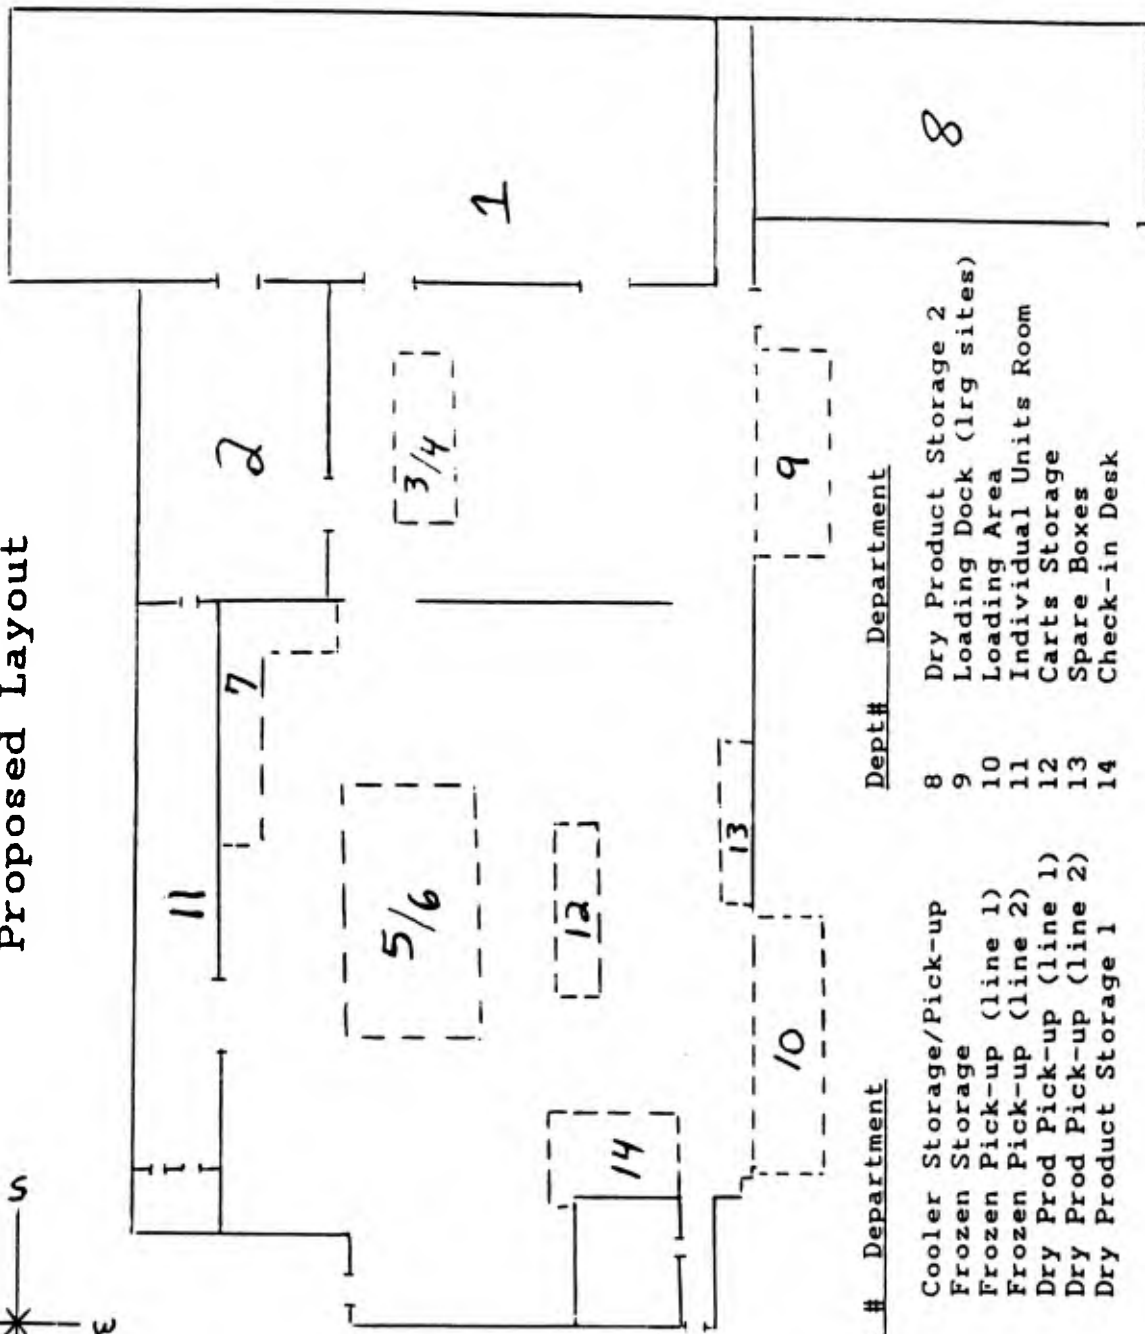 Proposed Layout
S
11
7
2
5/6
3/4
1
12
14
13
10
9
8
# Department
Cooler Storage/Pick-up
Frozen Storage
Frozen Pick-up (line 1)
Frozen Pick-up (line 2)
Dry Prod Pick-up (line 1)
Dry Prod Pick-up (line 2)
Dry Product Storage 1
Dept# Department
8 Dry Product Storage 2
9 Loading Dock (lrg sites)
10 Loading Area
11 Individual Units Room
12 Carts Storage
13 Spare Boxes
14 Check-in Desk